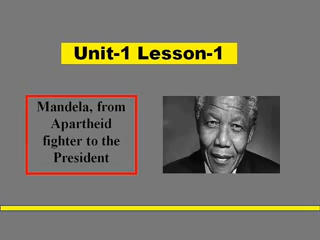 Unit-1 Lesson-1
Mandela, from
Apartheid
fighter to the
President